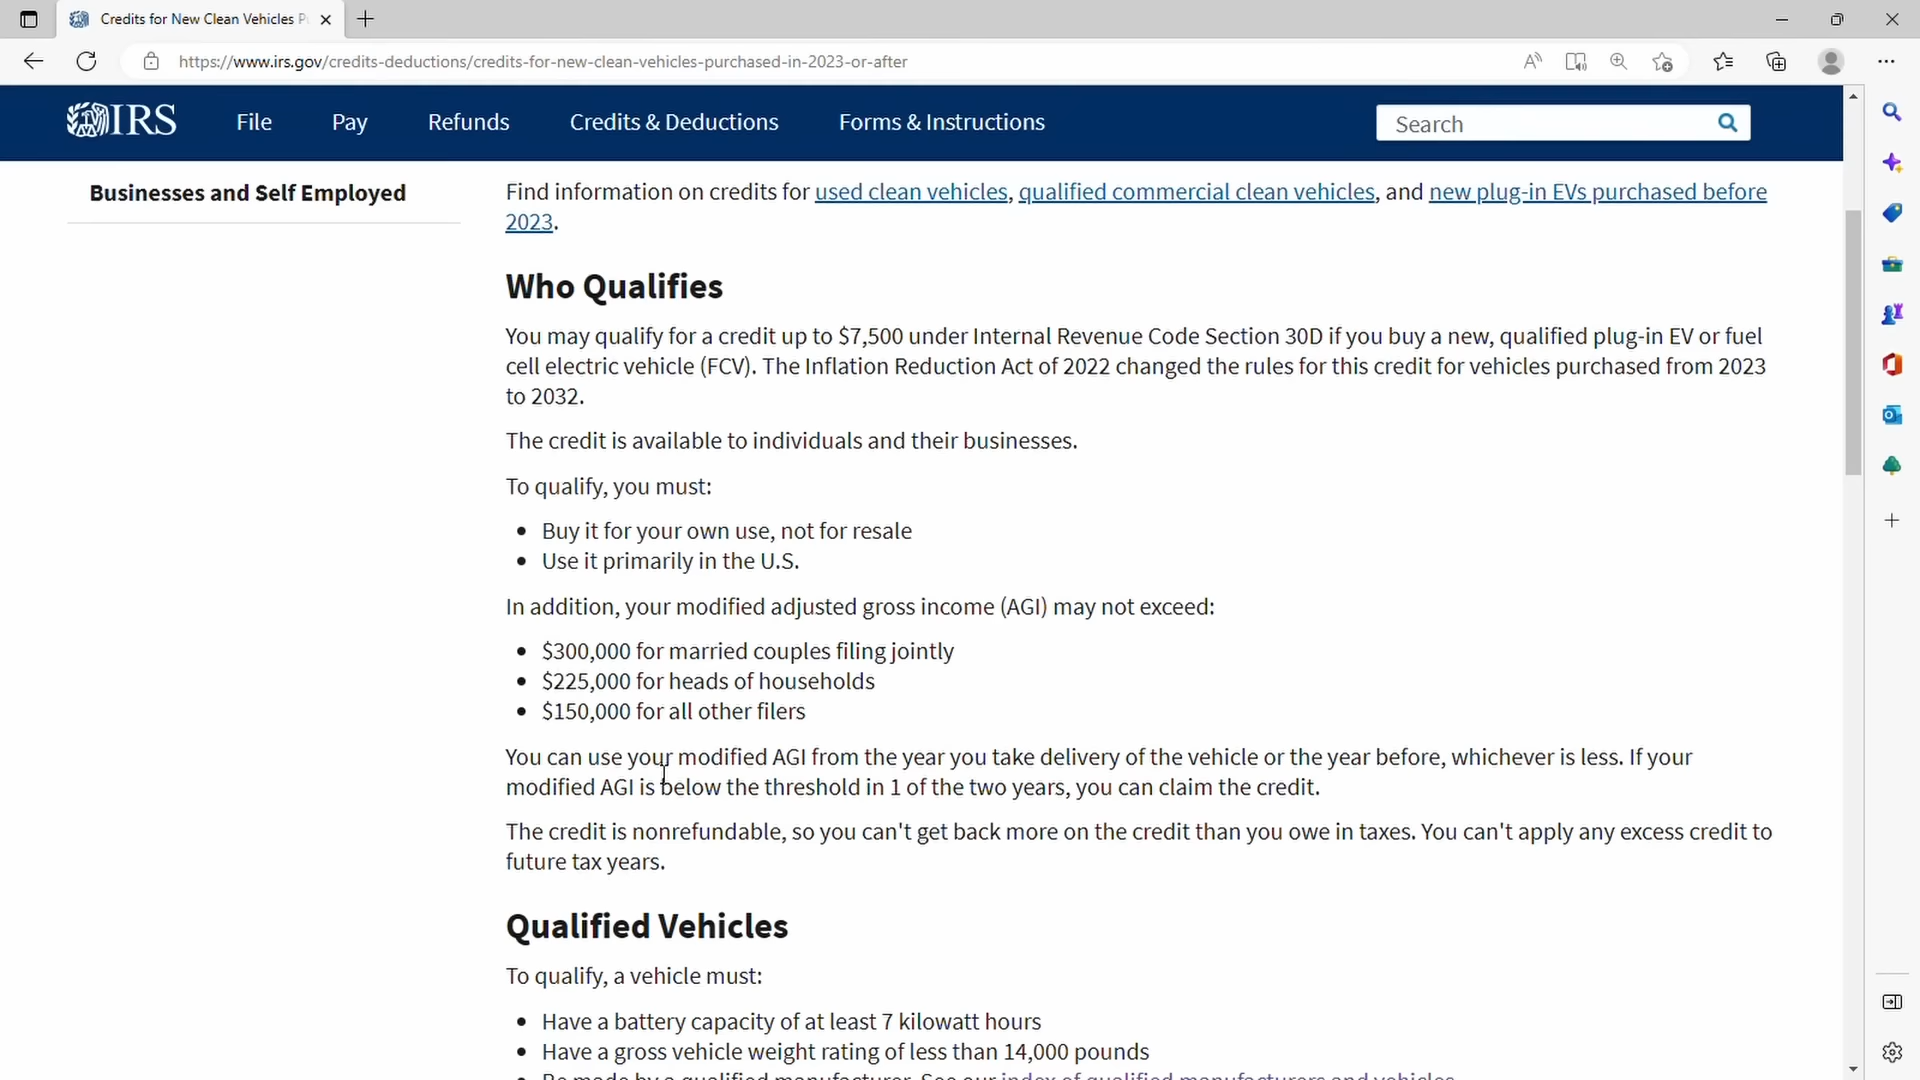 Credits for New Clean Vehicles P
https://www.irs.gov/credits-deductions/credits-for-new-clean-vehicles-purchased-in-2023-or-after
IRS File Pay Refunds Credits & Deductions Forms & Instructions Search
Businesses and Self Employed
Find information on credits for used clean vehicles, qualified commercial clean vehicles, and new plug-in EVs purchased before
2023.
Who Qualifies
You may qualify for a credit up to $7,500 under Internal Revenue Code Section 30D if you buy a new, qualified plug-in EV or fuel
cell electric vehicle (FCV). The Inflation Reduction Act of 2022 changed the rules for this credit for vehicles purchased from 2023
to 2032.
The credit is available to individuals and their businesses.
To qualify, you must:
• Buy it for your own use, not for resale
• Use it primarily in the U.S.
In addition, your modified adjusted gross income (AGI) may not exceed:
• $300,000 for married couples filing jointly
• $225,000 for heads of households
• $150,000 for all other filers
You can use your modified AGI from the year you take delivery of the vehicle or the year before, whichever is less. If your
modified AGI is below the threshold in 1 of the two years, you can claim the credit.
The credit is nonrefundable, so you can't get back more on the credit than you owe in taxes. You can't apply any excess credit to
future tax years.
Qualified Vehicles
To qualify, a vehicle must:
• Have a battery capacity of at least 7 kilowatt hours
• Have a gross vehicle weight rating of less than 14,000 pounds
• Be made by a qualified manufacturer. See our index of qualified manufacturers and vehicles